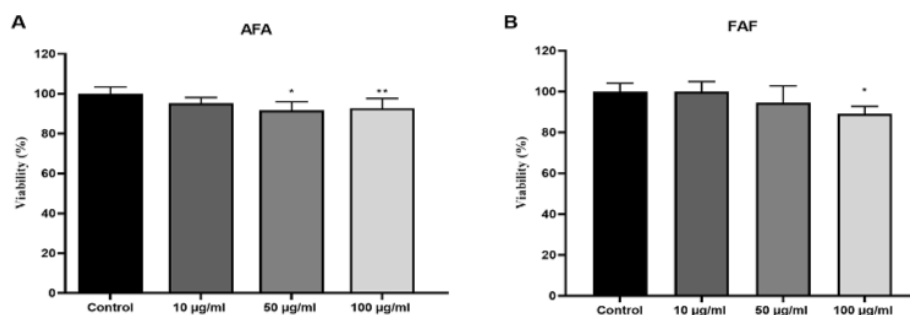 A
AFA
Viability (%)
120
100
80
60
40
20
0
*
**
Control
10 µg/ml
50 µg/ml
100 µg/ml
B
FAF
Viability (%)
120
100
80
60
40
20
0
*
Control
10 µg/ml
50 µg/ml
100 µg/ml